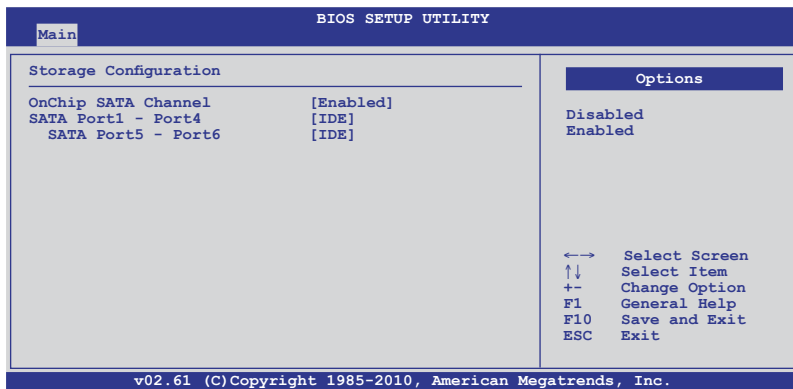 BIOS SETUP UTILITY
Main
Storage Configuration
OnChip SATA Channel [Enabled]
SATA Port1 - Port4 [IDE]
SATA Port5 - Port6 [IDE]
Options
Disabled
Enabled
←→ Select Screen
↑↓ Select Item
+- Change Option
F1 General Help
F10 Save and Exit
ESC Exit
v02.61 (C)Copyright 1985-2010, American Megatrends, Inc.